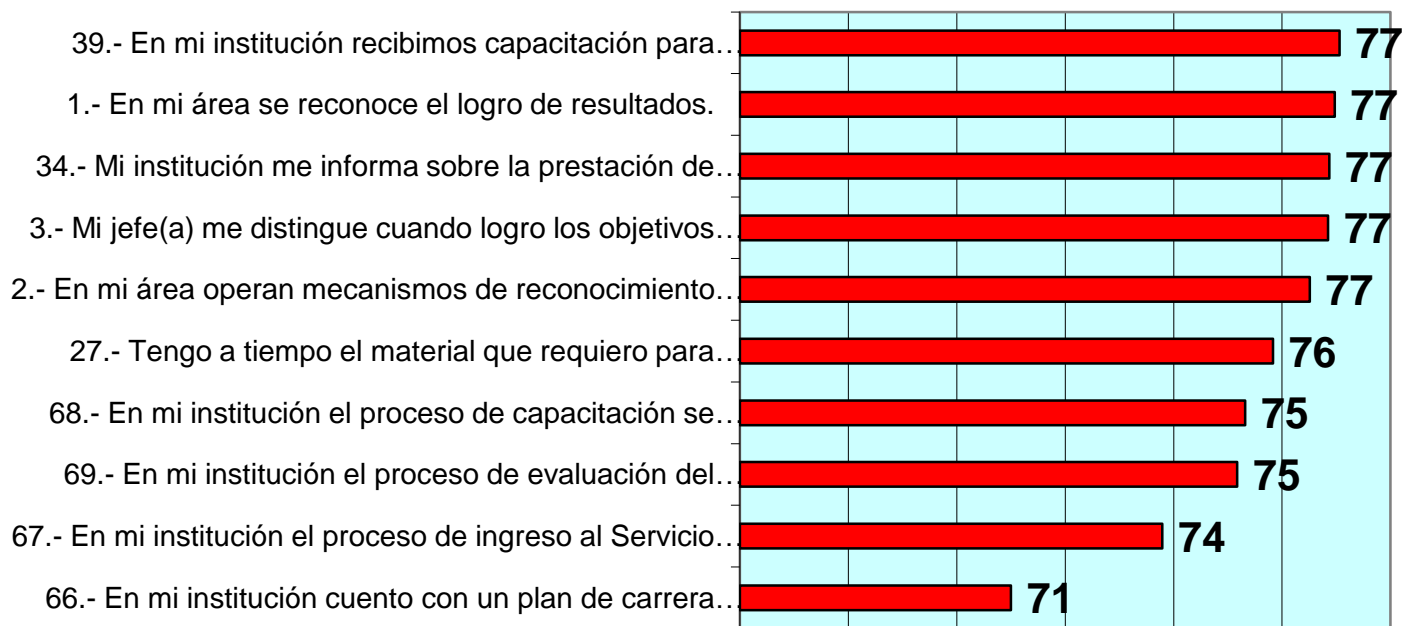 39.- En mi institución recibimos capacitación para… 77
1.- En mi área se reconoce el logro de resultados. 77
34.- Mi institución me informa sobre la prestación de… 77
3.- Mi jefe(a) me distingue cuando logro los objetivos… 77
2.- En mi área operan mecanismos de reconocimiento… 77
27.- Tengo a tiempo el material que requiero para… 76
68.- En mi institución el proceso de capacitación se… 75
69.- En mi institución el proceso de evaluación del… 75
67.- En mi institución el proceso de ingreso al Servicio… 74
66.- En mi institución cuento con un plan de carrera… 71